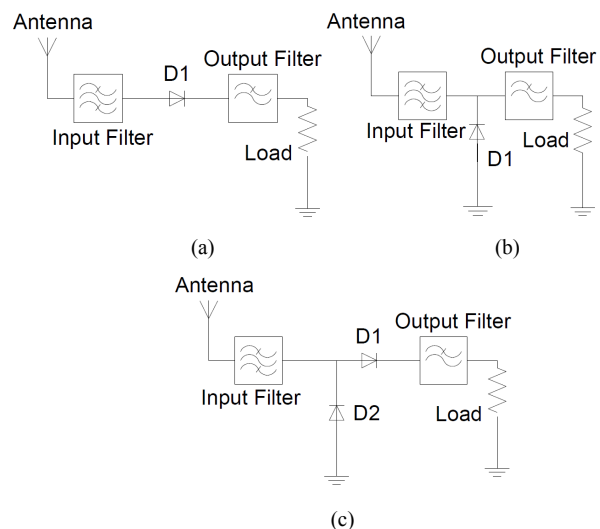 Antenna
D1
Output Filter
Input Filter
Load
(a)
Antenna
Output Filter
Input Filter
D1
Load
(b)
Antenna
D1
Output Filter
Input Filter
D2
Load
(c)